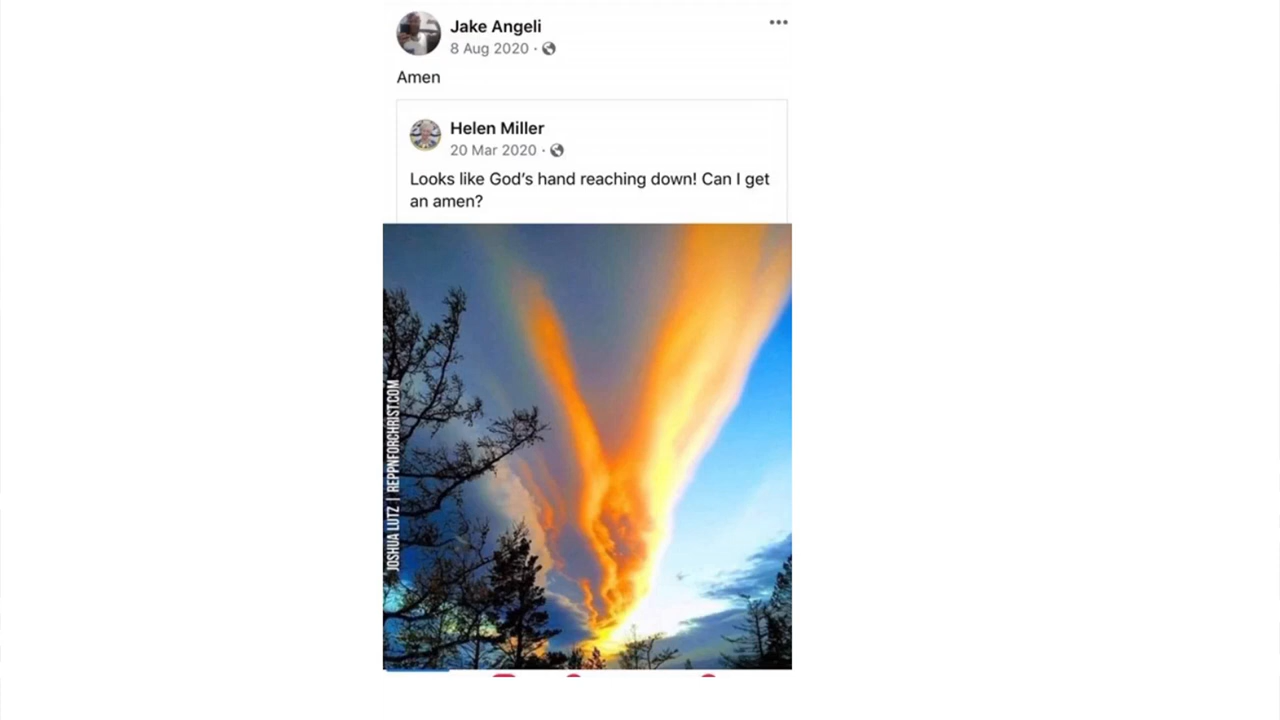 Jake Angeli
8 Aug 2020 ·
Amen
Helen Miller
20 Mar 2020 ·
Looks like God’s hand reaching down! Can I get
an amen?
JOSHUA LUTZ | REPPNFORCHRIST.COM